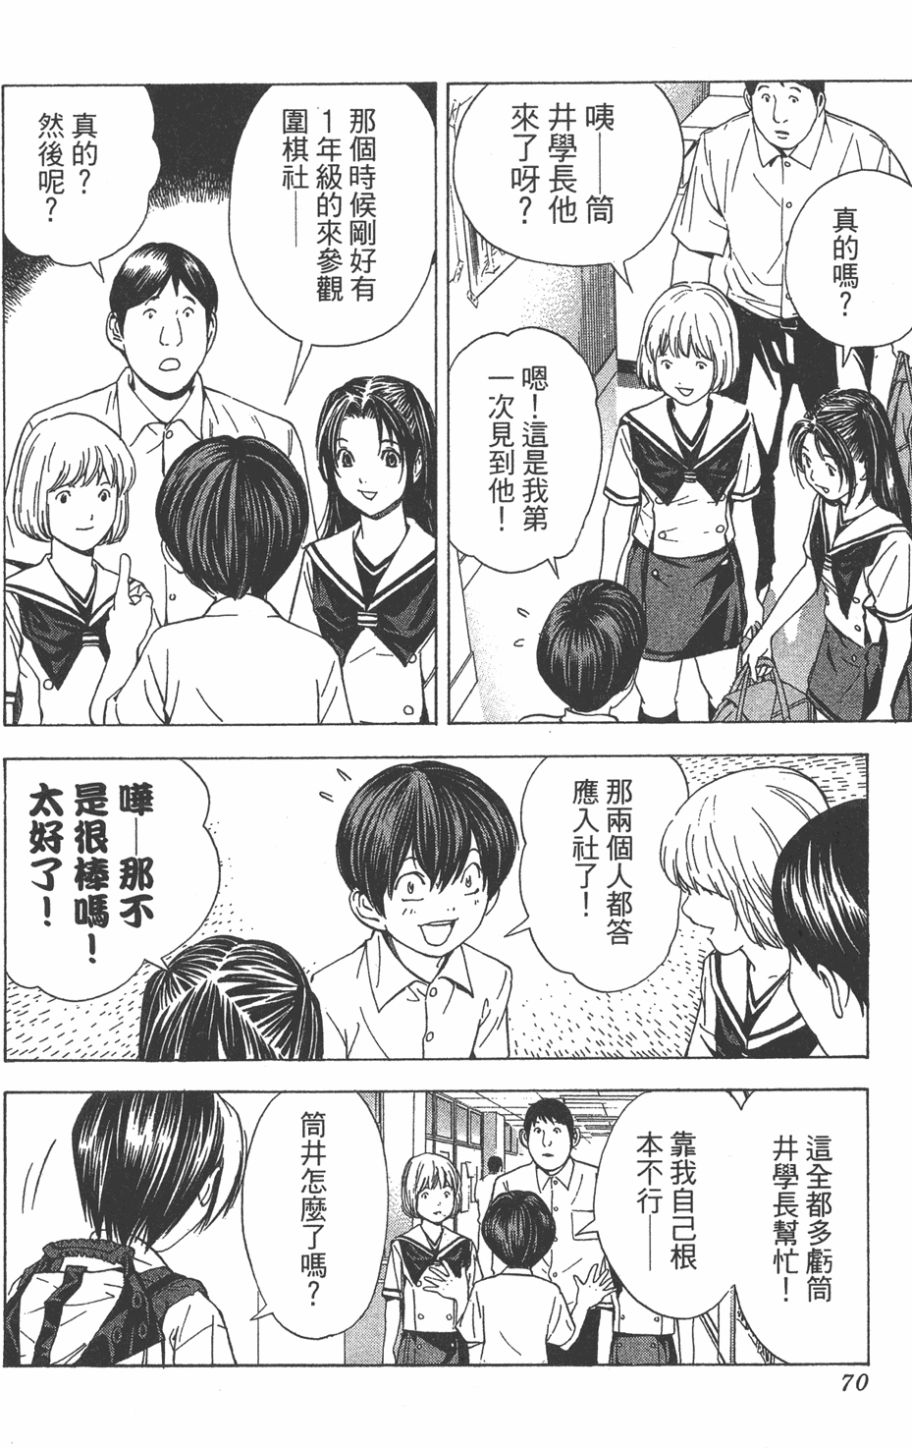 真的嗎？
咦——筒
井學長他
來了呀？
嗯！這是我第
一次見到他！
那個時候剛好有
1年級的來參觀
圍棋社——
真的？
然後呢？
那兩個人都答
應入社了！
嘩——那不
是很棒嗎！
太好了！
這全都多虧筒
井學長幫忙！
靠我自己根
本不行——
筒井怎麼了嗎？
70